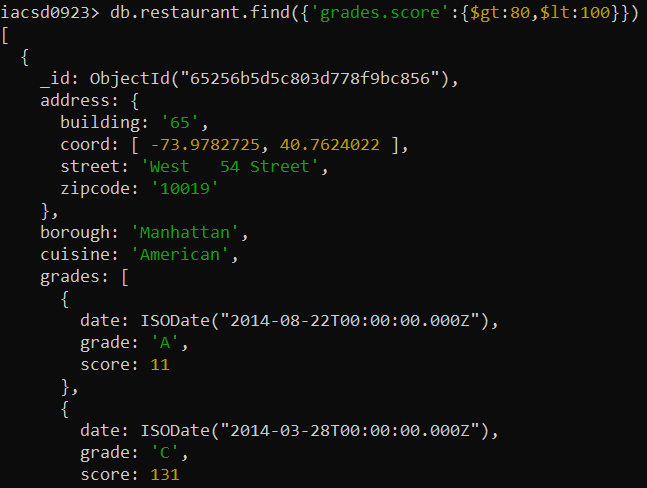 iacsd0923> db.restaurant.find({'grades.score':{$gt:80,$lt:100}})
[
  {
    _id: ObjectId("65256b5d5c803d778f9bc856"),
    address: {
      building: '65',
      coord: [ -73.9782725, 40.7624022 ],
      street: 'West   54 Street',
      zipcode: '10019'
    },
    borough: 'Manhattan',
    cuisine: 'American',
    grades: [
      {
        date: ISODate("2014-08-22T00:00:00.000Z"),
        grade: 'A',
        score: 11
      },
      {
        date: ISODate("2014-03-28T00:00:00.000Z"),
        grade: 'C',
        score: 131